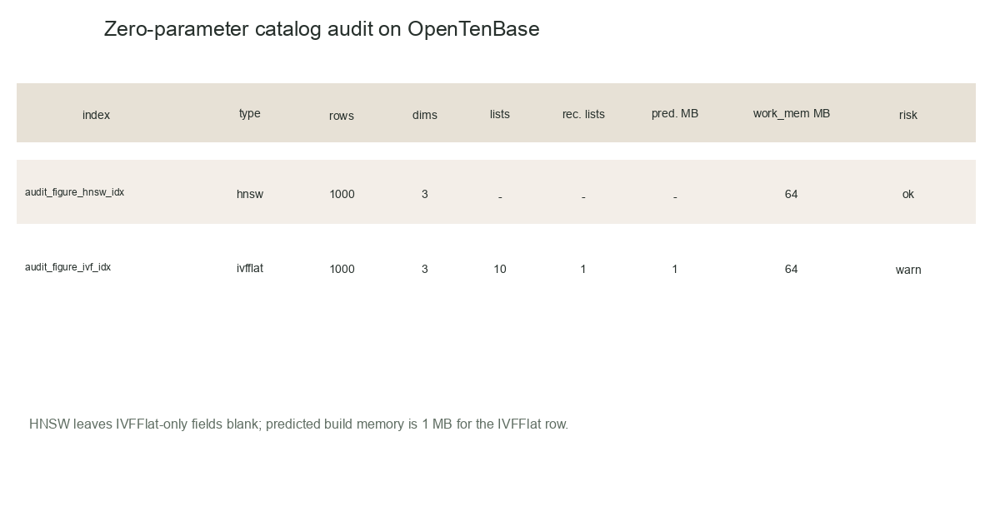 Zero-parameter catalog audit on OpenTenBase
index type rows dims lists rec. lists pred. MB work_mem MB risk
audit_figure_hnsw_idx hnsw 1000 3 - - - 64 ok
audit_figure_ivf_idx ivfflat 1000 3 10 1 1 64 warn
HNSW leaves IVFFlat-only fields blank; predicted build memory is 1 MB for the IVFFlat row.